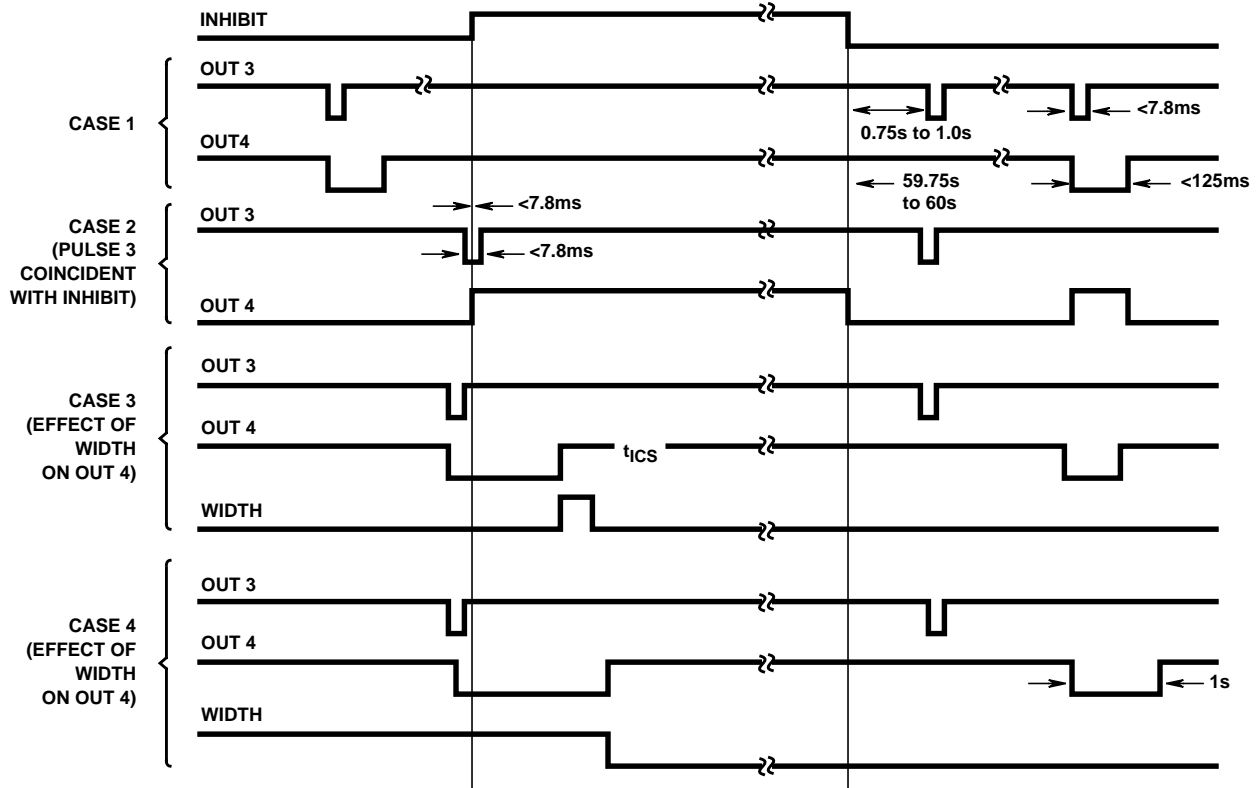 INHIBIT
CASE 1
OUT 3
<7.8ms
0.75s to 1.0s
OUT4
59.75s
to 60s
<125ms
CASE 2
(PULSE 3
COINCIDENT
WITH INHIBIT)
OUT 3
<7.8ms
<7.8ms
OUT 4
CASE 3
(EFFECT OF
WIDTH
ON OUT 4)
OUT 3
OUT 4
tICS
WIDTH
CASE 4
(EFFECT OF
WIDTH
ON OUT 4)
OUT 3
OUT 4
1s
WIDTH